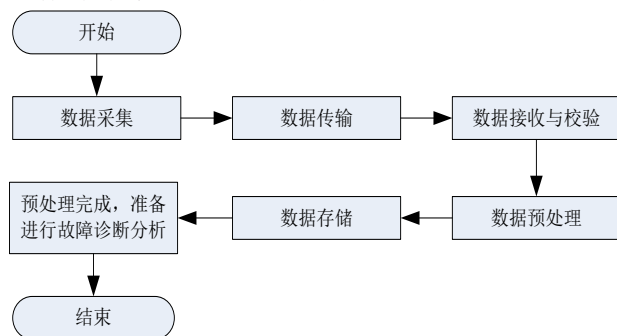 开始
数据采集
数据传输
数据接收与校验
数据预处理
数据存储
预处理完成，准备
进行故障诊断分析
结束